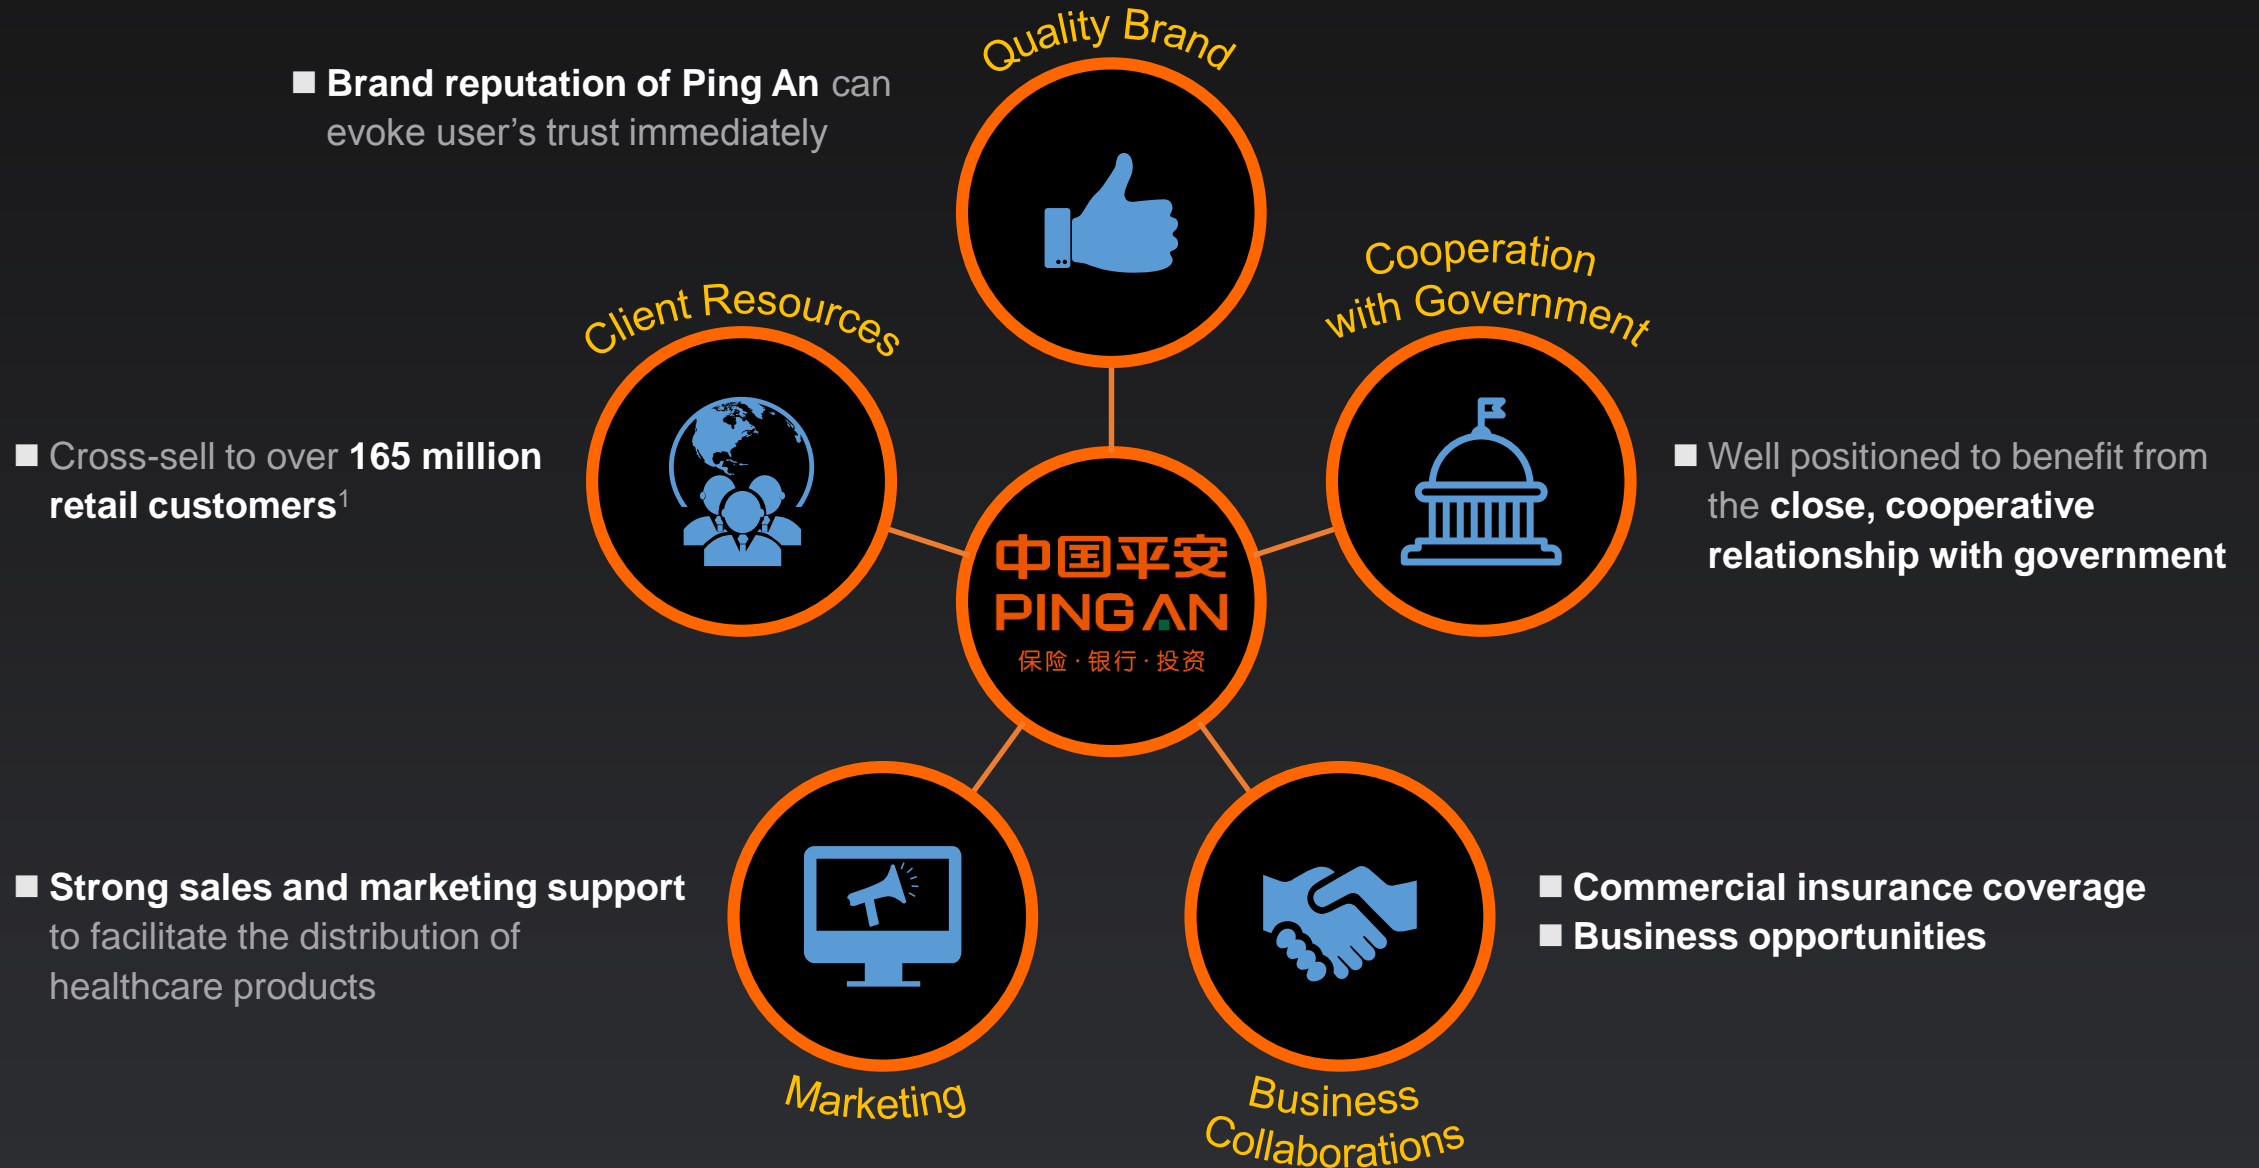 Quality Brand
■ Brand reputation of Ping An can
evoke user's trust immediately
Cooperation
with Government
Client Resources
■ Cross-sell to over 165 million
retail customers¹
■ Well positioned to benefit from
the close, cooperative
relationship with government
中国平安
PING AN
保险·银行·投资
■ Strong sales and marketing support
to facilitate the distribution of
healthcare products
■ Commercial insurance coverage
■ Business opportunities
Marketing
Business
Collaborations